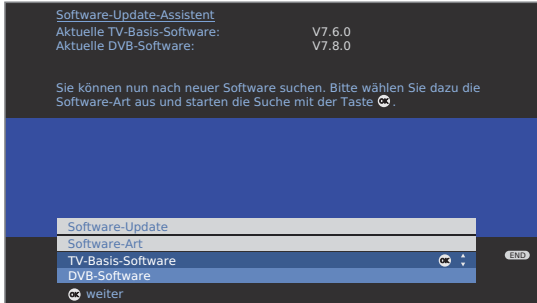 Software-Update-Assistent
Aktuelle TV-Basis-Software: V7.6.0
Aktuelle DVB-Software: V7.8.0
Sie können nun nach neuer Software suchen. Bitte wählen Sie dazu die
Software-Art aus und starten die Suche mit der Taste OK.
Software-Update
Software-Art
TV-Basis-Software OK
END
DVB-Software
OK weiter